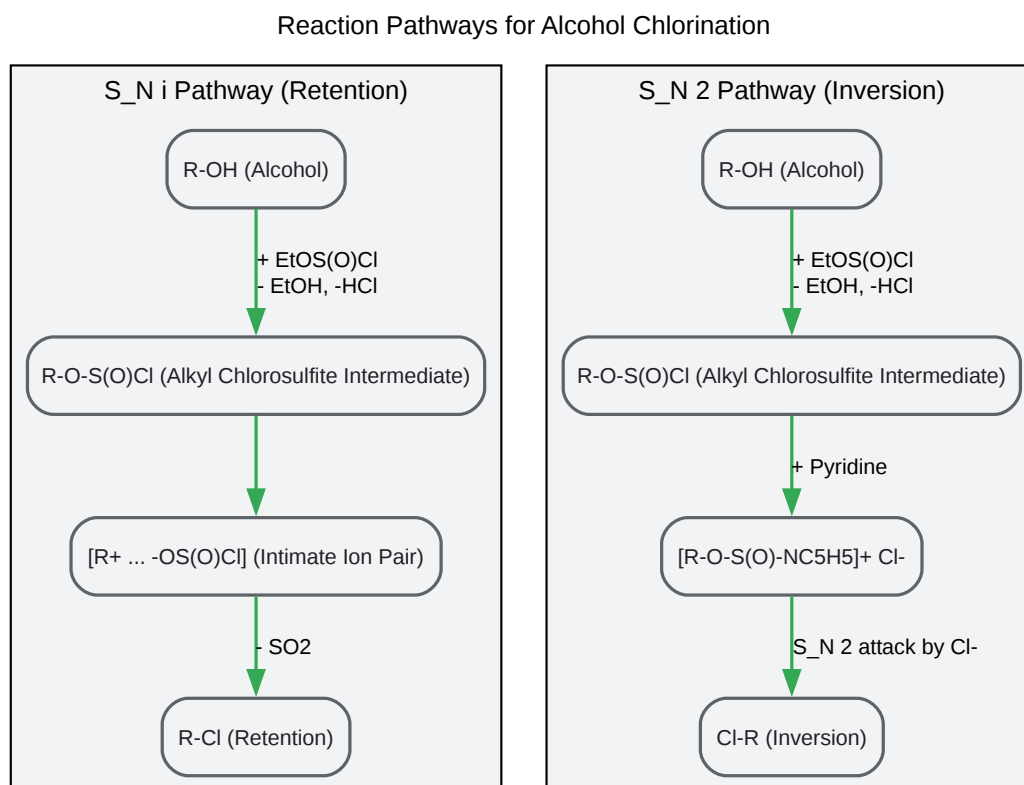 Reaction Pathways for Alcohol Chlorination
S_N i Pathway (Retention)
R-OH (Alcohol)
+ EtOS(O)Cl
- EtOH, -HCl
R-O-S(O)Cl (Alkyl Chlorosulfite Intermediate)
[R+ ... -OS(O)Cl] (Intimate Ion Pair)
- SO2
R-Cl (Retention)
S_N 2 Pathway (Inversion)
R-OH (Alcohol)
+ EtOS(O)Cl
- EtOH, -HCl
R-O-S(O)Cl (Alkyl Chlorosulfite Intermediate)
+ Pyridine
[R-O-S(O)-NC5H5]+ Cl-
S_N 2 attack by Cl-
Cl-R (Inversion)